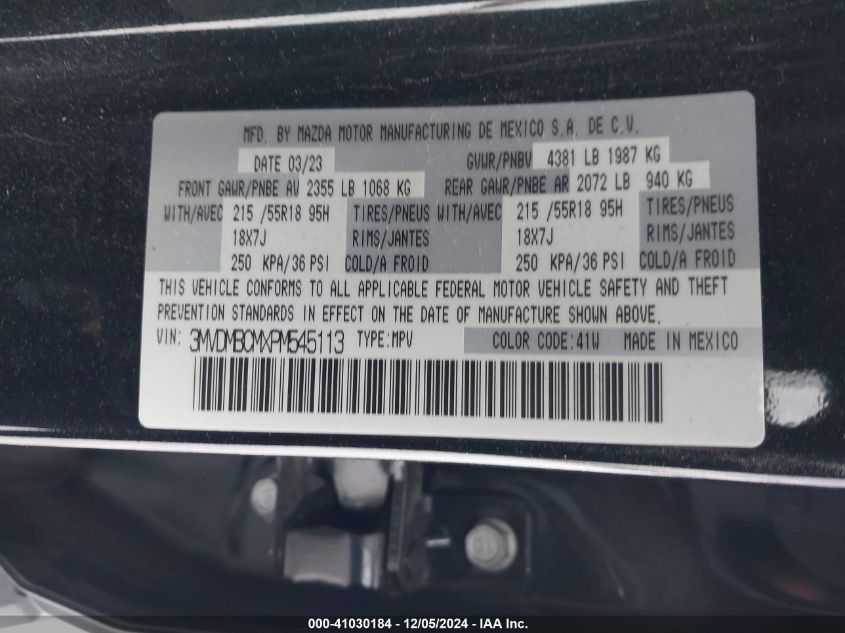 MFD. BY MAZDA MOTOR MANUFACTURING DE MEXICO S.A. DE C.V.
DATE 03/23 GVWR/PNBV 4381 LB 1987 KG
FRONT GAWR/PNBE AV 2355 LB 1068 KG REAR GAWR/PNBE AR 2072 LB 940 KG
WITH/AVEC 215 /55R18 95H TIRES/PNEUS WITH/AVEC 215 /55R18 95H TIRES/PNEUS
18X7J RIMS/JANTES 18X7J RIMS/JANTES
250 KPA/36 PSI COLD/A FROID 250 KPA/36 PSI COLD/A FROID
THIS VEHICLE CONFORMS TO ALL APPLICABLE FEDERAL MOTOR VEHICLE SAFETY AND THEFT
PREVENTION STANDARDS IN EFFECT ON THE DATE OF MANUFACTURE SHOWN ABOVE.
VIN: 3MVDMBCMXPM545113 TYPE:MPV COLOR CODE:41W MADE IN MEXICO
000-41030184 - 12/05/2024 - IAA Inc.